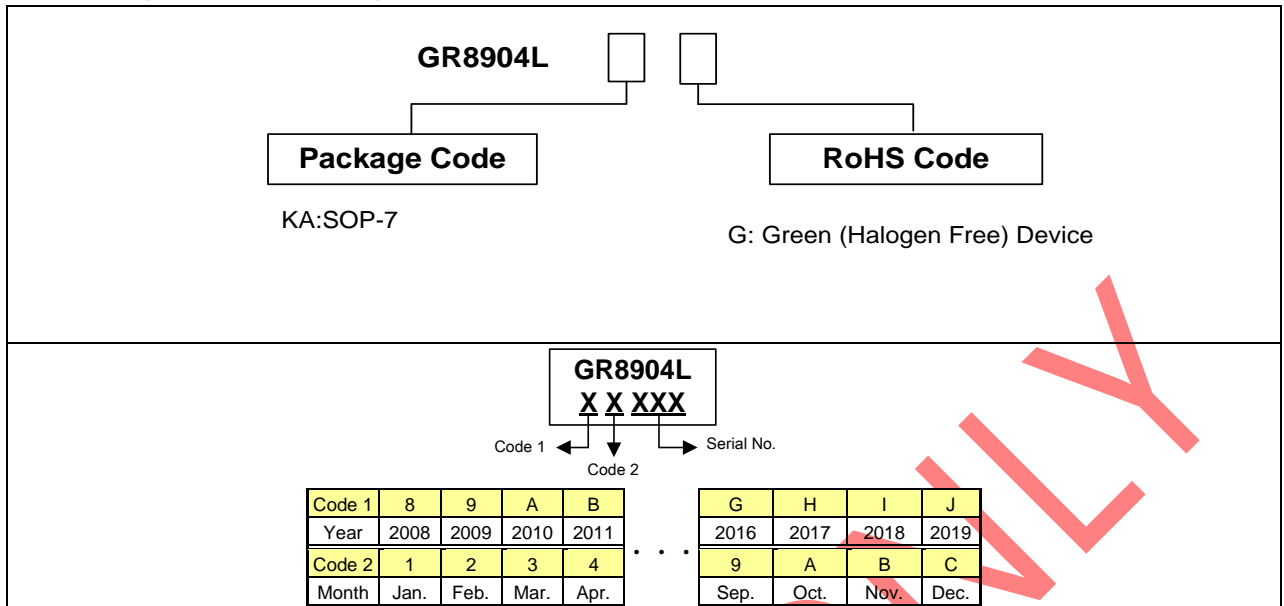 GR8904L
Package Code
RoHS Code
KA:SOP-7
G: Green (Halogen Free) Device
GR8904L
X X XXX
Code 1
Serial No.
Code 2
Code 1 8 9 A B G H I J
Year 2008 2009 2010 2011 . . . 2016 2017 2018 2019
Code 2 1 2 3 4 9 A B C
Month Jan. Feb. Mar. Apr. Sep. Oct. Nov. Dec.
NLY